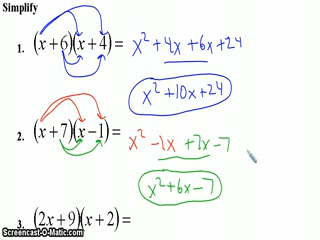 Simplify
1. (x+6)(x+4)= x² + 4x + 6x + 24
x² + 10x + 24
2. (x+7)(x−1)= x² − 1x + 7x − 7
x² + 6x − 7
3. (2x+9)(x+2)=
Screencast-O-Matic.com